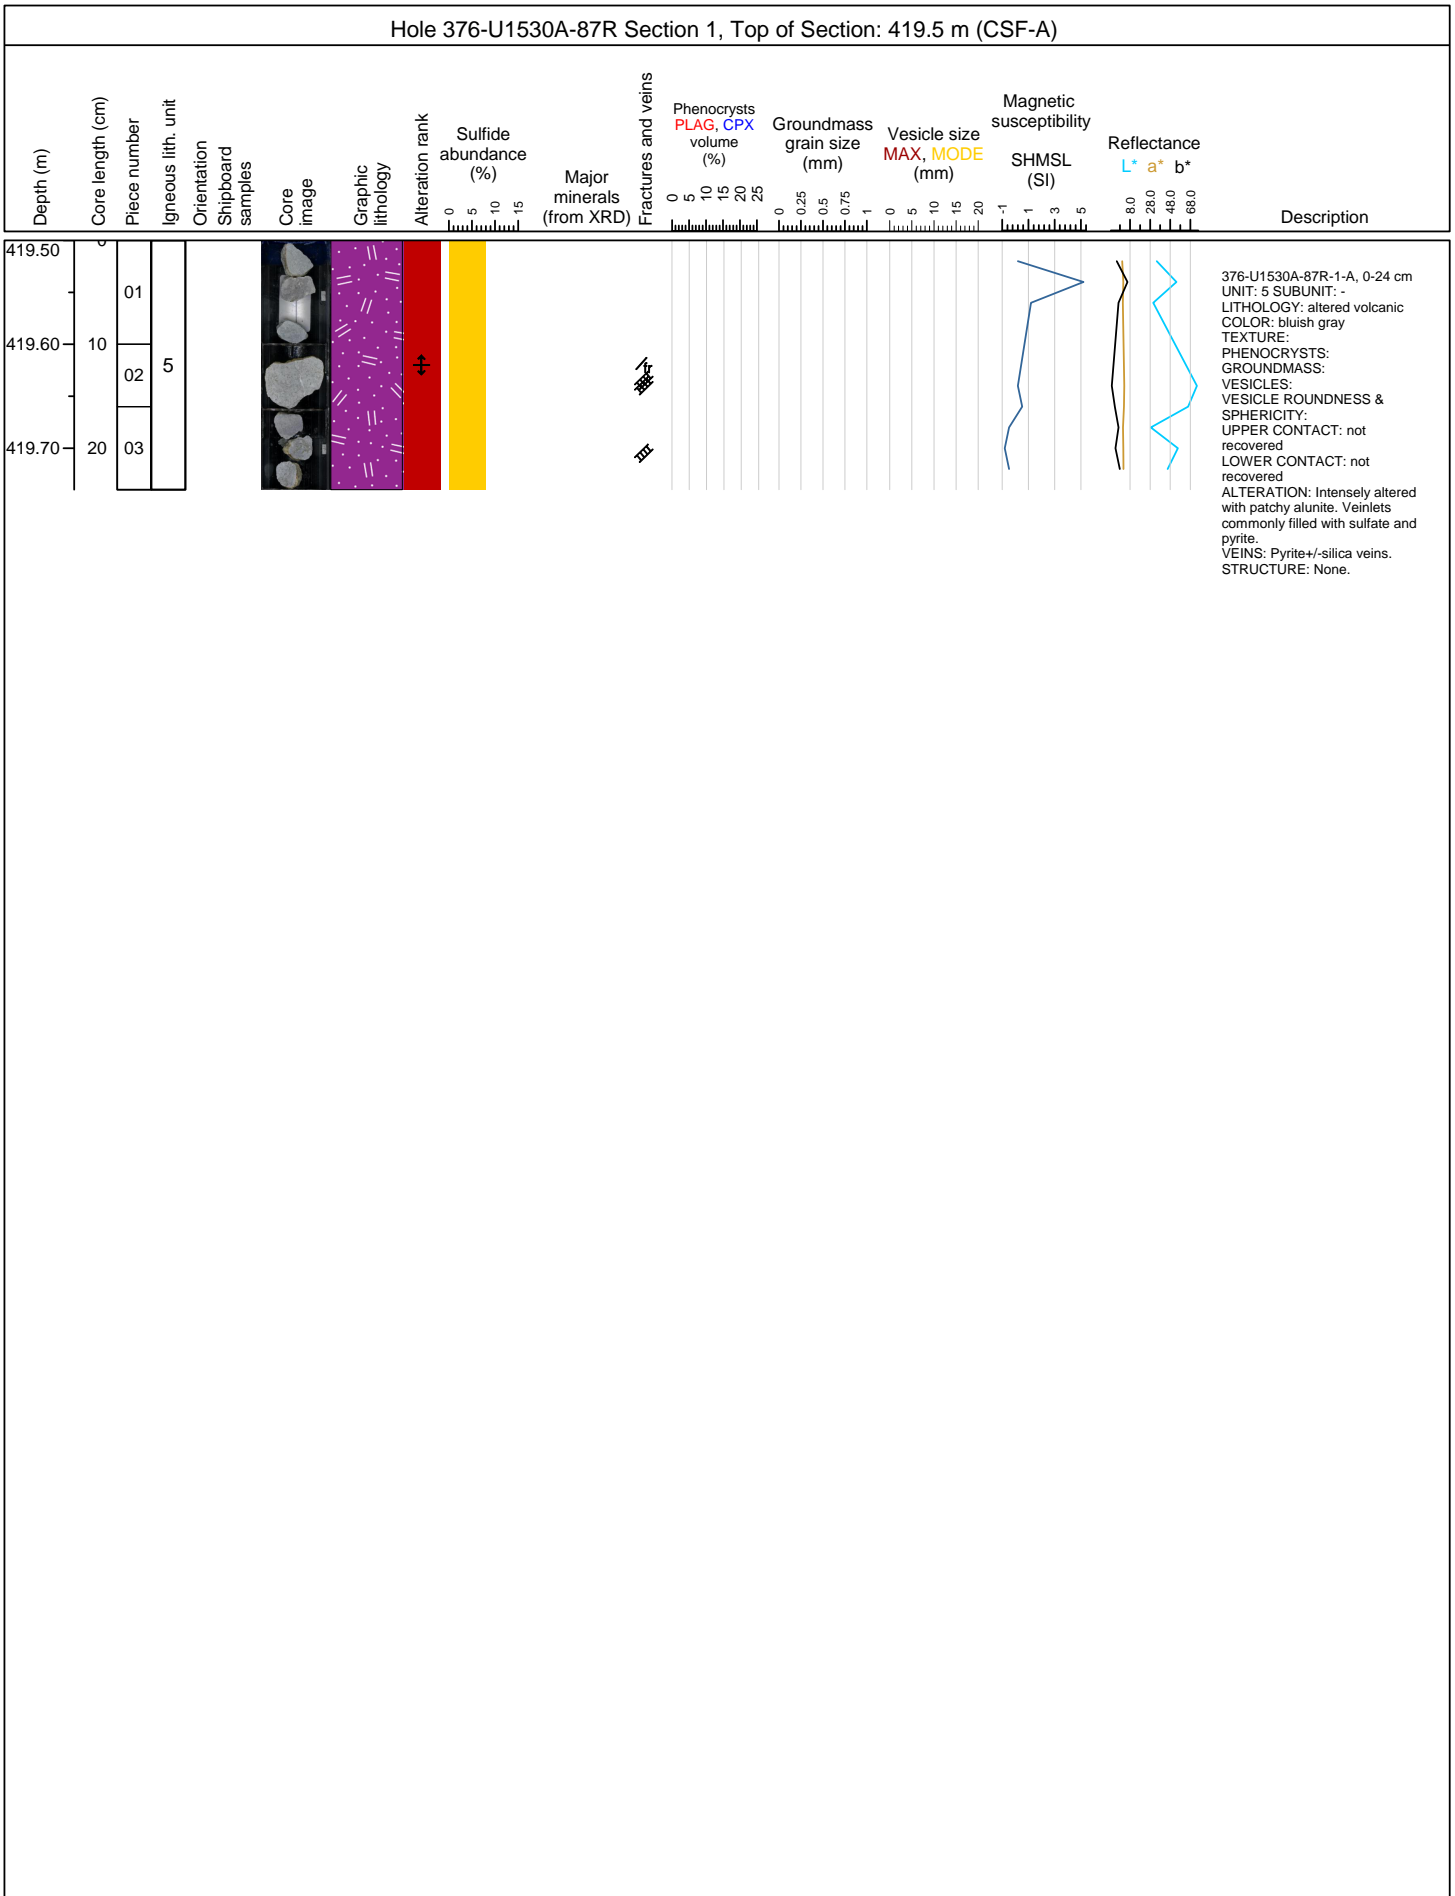 Hole 376-U1530A-87R Section 1, Top of Section: 419.5 m (CSF-A)
Depth (m)
Core length (cm)
Piece number
Igneous lith. unit
Orientation
Shipboard
samples
Core
image
Graphic
lithology
Alteration rank
Sulfide
abundance
(%)
0 5 10 15
Major
minerals
(from XRD)
Fractures and veins
Phenocrysts
PLAG, CPX
volume
(%)
0 5 10 15 20 25
Groundmass
grain size
(mm)
0 0.25 0.5 0.75 1
Vesicle size
MAX, MODE
(mm)
0 5 10 15 20
Magnetic
susceptibility
SHMSL
(SI)
-1 1 3 5
Reflectance
L* a* b*
8.0 28.0 48.0 68.0
Description
419.50
0
01
419.60
10
5
02
tr
419.70
20
03
376-U1530A-87R-1-A, 0-24 cm
UNIT: 5 SUBUNIT: -
LITHOLOGY: altered volcanic
COLOR: bluish gray
TEXTURE:
PHENOCRYSTS:
GROUNDMASS:
VESICLES:
VESICLE ROUNDNESS &
SPHERICITY:
UPPER CONTACT: not
recovered
LOWER CONTACT: not
recovered
ALTERATION: Intensely altered
with patchy alunite. Veinlets
commonly filled with sulfate and
pyrite.
VEINS: Pyrite+/-silica veins.
STRUCTURE: None.